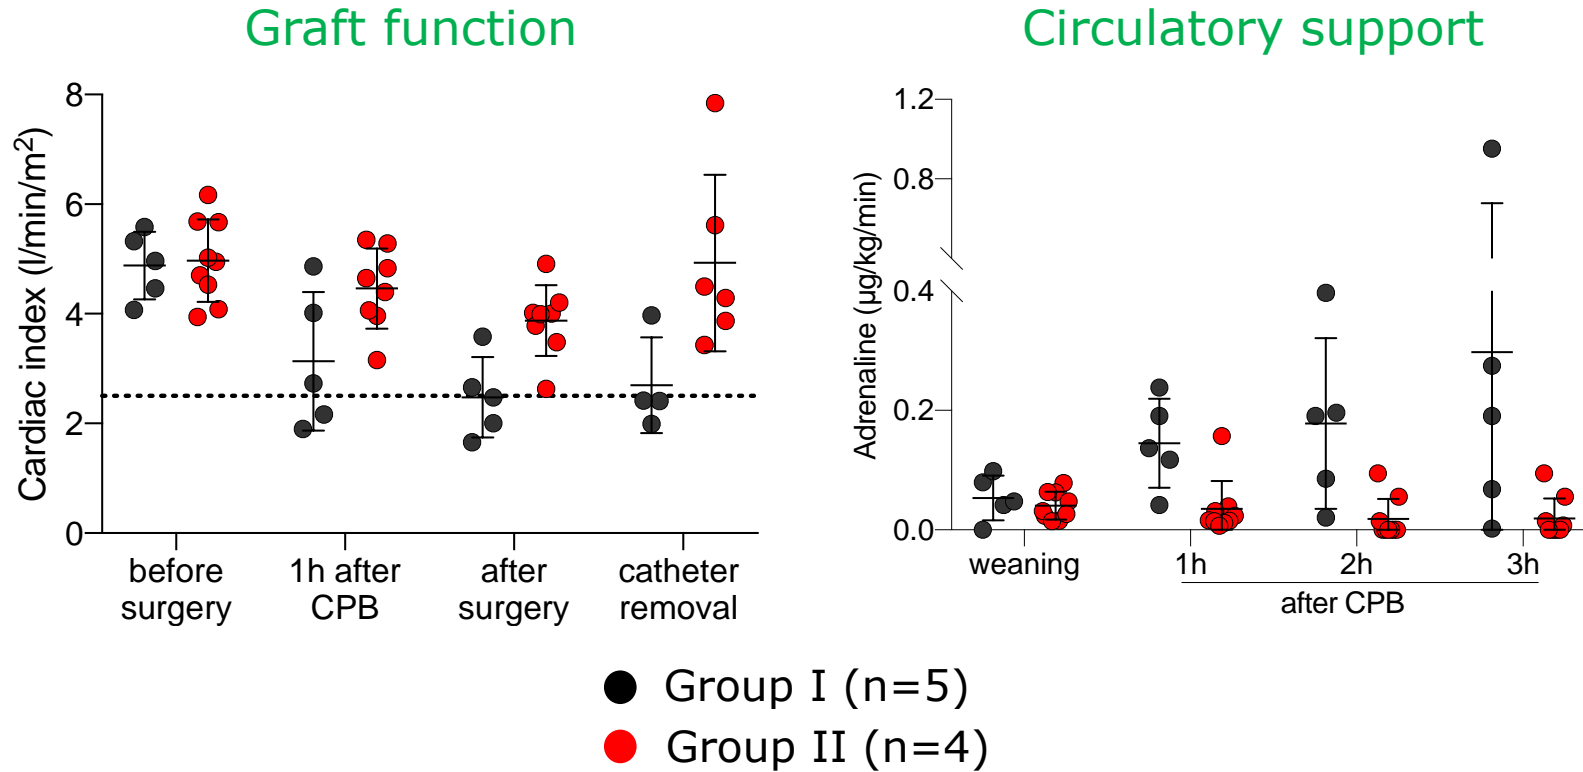 Graft function
Cardiac index (l/min/m²)
8
6
4
2
0
before surgery
1h after CPB
after surgery
catheter removal
Circulatory support
Adrenaline (µg/kg/min)
1.2
0.8
0.4
0.2
0.0
weaning
1h
2h
3h
after CPB
Group I (n=5)
Group II (n=4)